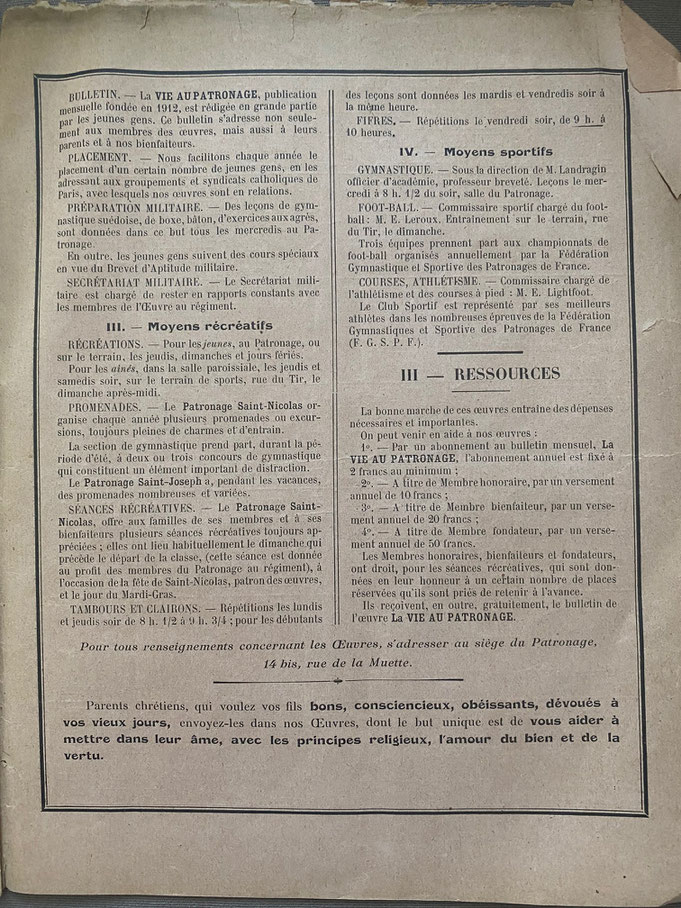 BULLETIN. — La VIE AU PATRONAGE, publication
mensuelle fondée en 1912, est rédigée en grande partie
par les jeunes gens. Ce bulletin s'adresse non seule-
ment aux membres des œuvres, mais aussi à leurs
parents et à nos bienfaiteurs.
PLACEMENT. — Nous facilitons chaque année le
placement d'un certain nombre de jeunes gens, en les
adressant aux groupements et syndicats catholiques de
Paris, avec lesquels nos œuvres sont en relations.
PRÉPARATION MILITAIRE. — Des leçons de gym-
nastique suédoise, de boxe, bâton, d'exercices aux agrès,
sont données dans ce but tous les mercredis au Pa-
tronage.
En outre, les jeunes gens suivent des cours spéciaux
en vue du Brevet d'Aptitude militaire.
SECRÉTARIAT MILITAIRE. — Le Secrétariat mili-
taire est chargé de rester en rapports constants avec
les membres de l'Œuvre au régiment.
III. — Moyens récréatifs
RÉCRÉATIONS. — Pour les jeunes, au Patronage, ou
sur le terrain, les jeudis, dimanches et jours fériés.
Pour les aînés, dans la salle paroissiale, les jeudis et
samedis soir, sur le terrain de sports, rue du Tir, le
dimanche après-midi.
PROMENADES. — Le Patronage Saint-Nicolas or-
ganise chaque année plusieurs promenades ou excur-
sions, toujours pleines de charmes et d'entrain.
La section de gymnastique prend part, durant la pé-
riode d'été, à deux ou trois concours de gymnastique
qui constituent un élément important de distraction.
Le Patronage Saint-Joseph a, pendant les vacances,
des promenades nombreuses et variées.
SÉANCES RÉCRÉATIVES. — Le Patronage Saint-
Nicolas, offre aux familles de ses membres et à ses
bienfaiteurs plusieurs séances récréatives toujours ap-
préciées ; elles ont lieu habituellement le dimanche qui
précède le départ de la classe, (cette séance est donnée
au profit des membres du Patronage au régiment), à
l'occasion de la fête de Saint-Nicolas, patron des œuvres,
et le jour du Mardi-Gras.
TAMBOURS ET CLAIRONS. — Répétitions les lundis
et jeudis soir de 8 h. 1/2 à 9 h. 3/4 ; pour les débutants
des leçons sont données les mardis et vendredis soir à
la même heure.
FIFRES. — Répétitions le vendredi soir, de 9 h. à
10 heures.
IV. — Moyens sportifs
GYMNASTIQUE. — Sous la direction de M. Landragin
officier d'académie, professeur breveté. Leçons le mer-
credi à 8 h. 1/2 du soir, salle du Patronage.
FOOT-BALL. — Commissaire sportif chargé du foot-
ball : M. E. Leroux. Entraînement sur le terrain, rue
du Tir, le dimanche.
Trois équipes prennent part aux championnats de
foot-ball organisés annuellement par la Fédération
Gymnastique et Sportive des Patronages de France.
COURSES, ATHLÉTISME. — Commissaire chargé de
l'athlétisme et des courses à pied : M. E. Lightfoot.
Le Club Sportif est représenté par ses meilleurs
athlètes dans les nombreuses épreuves de la Fédération
Gymnastiques et Sportive des Patronages de France
(F. G. S. P. F.).
III — RESSOURCES
La bonne marche de ces œuvres entraîne des dépenses
nécessaires et importantes.
On peut venir en aide à nos œuvres :
1º. — Par un abonnement au bulletin mensuel, La
VIE AU PATRONAGE, l'abonnement annuel est fixé à
2 francs au minimum ;
2º. — A titre de Membre honoraire, par un versement
annuel de 10 francs ;
3º. — A titre de Membre bienfaiteur, par un verse-
ment annuel de 20 francs ;
4º. — A titre de Membre fondateur, par un verse-
ment annuel de 50 francs.
Les Membres honoraires, bienfaiteurs et fondateurs,
ont droit, pour les séances récréatives, qui sont don-
nées en leur honneur à un certain nombre de places
réservées qu'ils sont priés de retenir à l'avance.
Ils reçoivent, en outre, gratuitement, le bulletin de
l'œuvre La VIE AU PATRONAGE.
Pour tous renseignements concernant les Œuvres, s'adresser au siège du Patronage,
14 bis, rue de la Muette.
Parents chrétiens, qui voulez vos fils bons, consciencieux, obéissants, dévoués à
vos vieux jours, envoyez-les dans nos Œuvres, dont le but unique est de vous aider à
mettre dans leur âme, avec les principes religieux, l'amour du bien et de la
vertu.